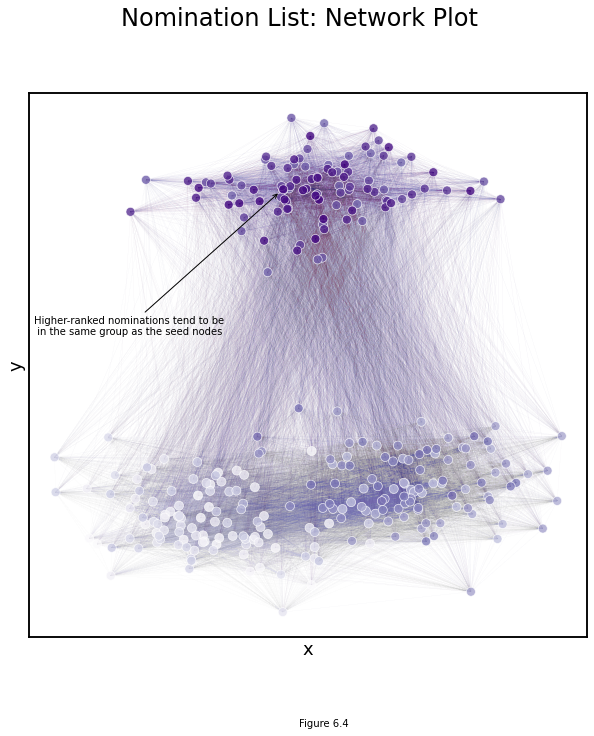 Nomination List: Network Plot
Higher-ranked nominations tend to be
in the same group as the seed nodes
y
x
Figure 6.4